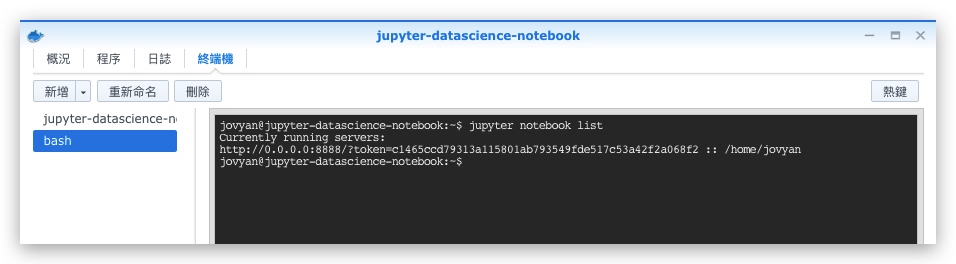 jupyter-datascience-notebook
概況 程序 日誌 終端機
新增 重新命名 刪除 熱鍵
jupyter-datascience-n
bash
jovyan@jupyter-datascience-notebook:~$ jupyter notebook list
Currently running servers:
http://0.0.0.0:8888/?token=c1465ccd79313a115801ab793549fde517c53a42f2a068f2 :: /home/jovyan
jovyan@jupyter-datascience-notebook:~$